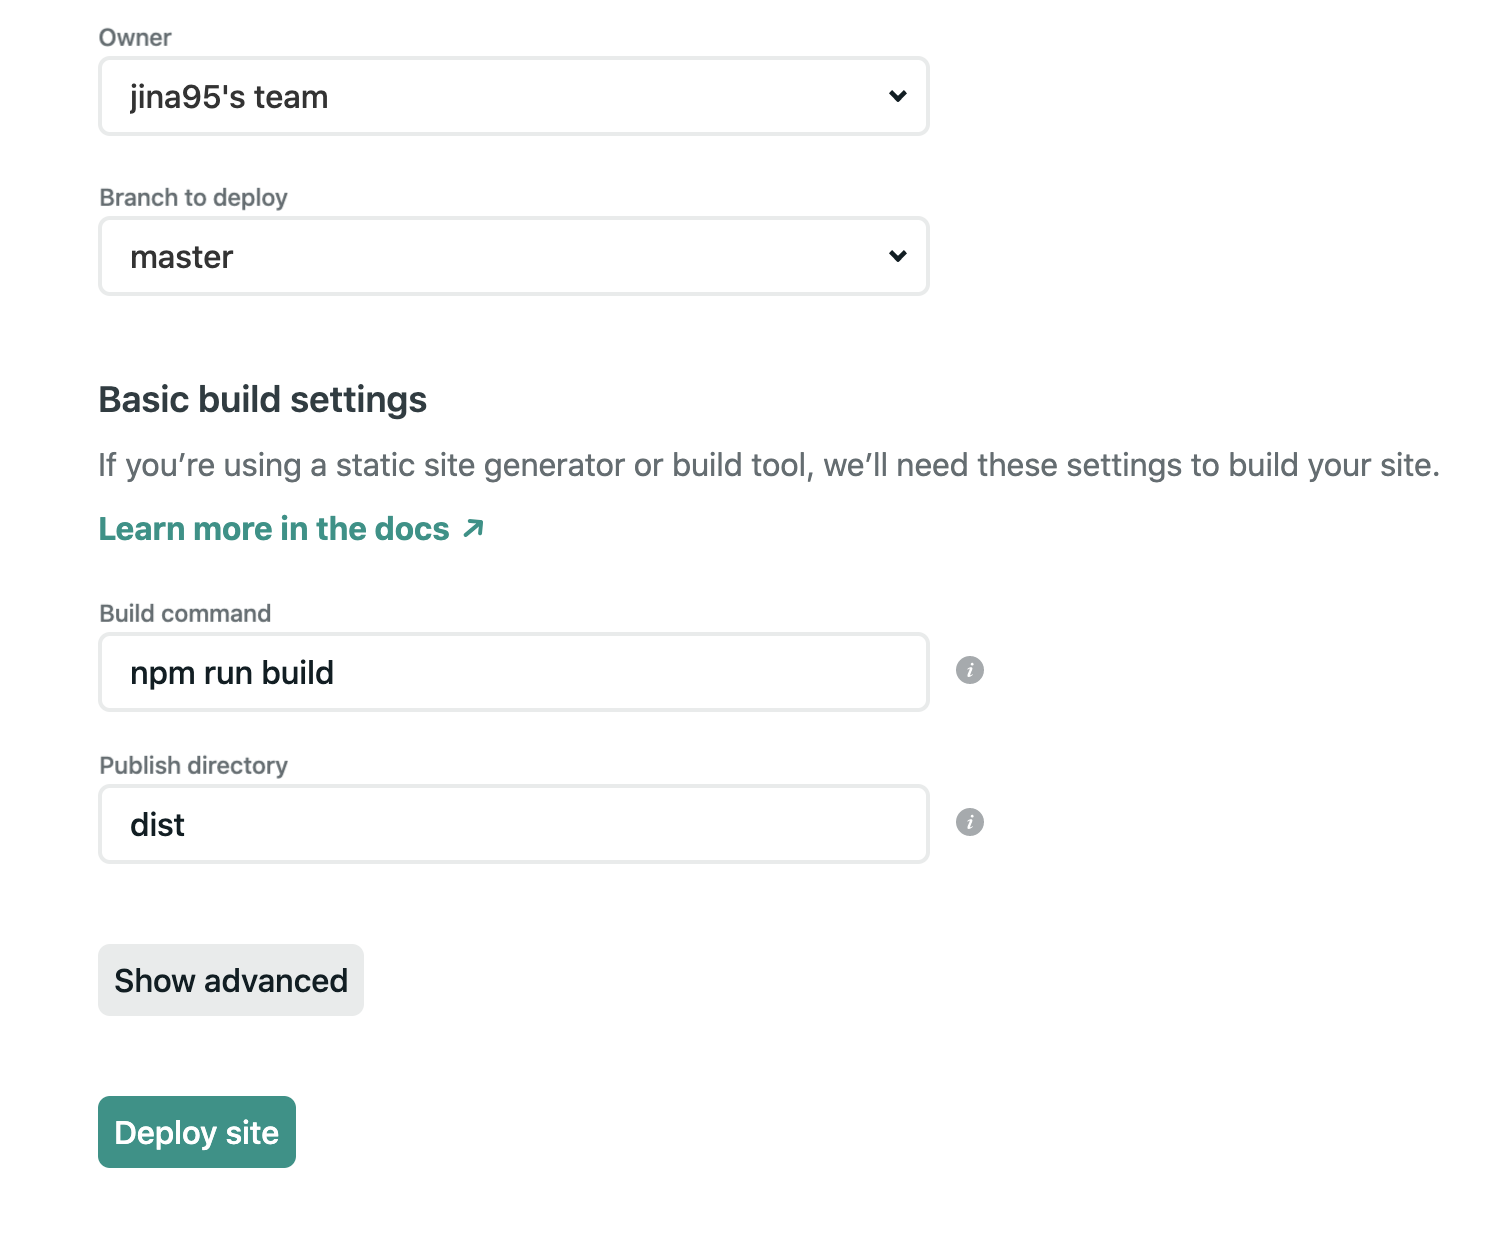 Owner
jina95's team
Branch to deploy
master
Basic build settings
If you’re using a static site generator or build tool, we’ll need these settings to build your site.
Learn more in the docs ↗
Build command
npm run build
i
Publish directory
dist
i
Show advanced
Deploy site